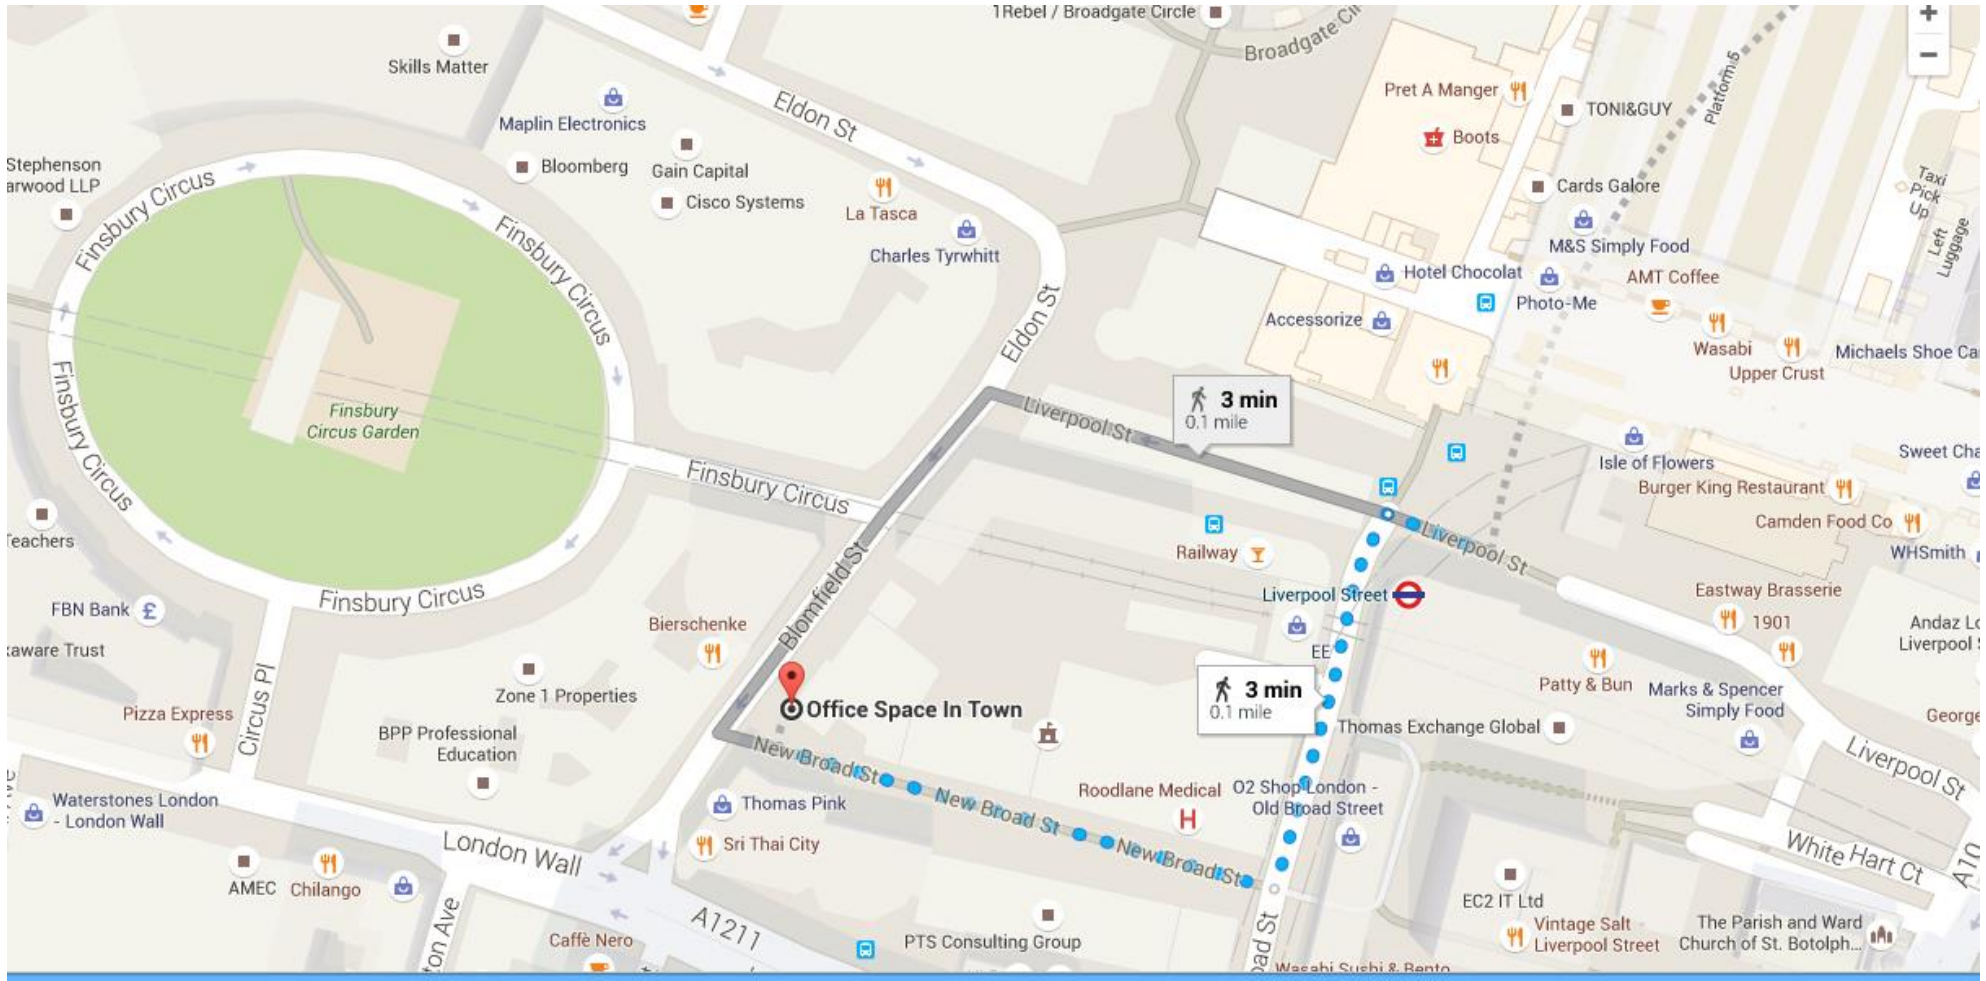 1Rebel / Broadgate Circle
Broadgate Cir
+
−
Skills Matter
Maplin Electronics
Bloomberg
Gain Capital
Cisco Systems
Eldon St
La Tasca
Charles Tyrwhitt
Eldon St
Pret A Manger
Boots
TONI&GUY
Platform 5
Cards Galore
M&S Simply Food
Taxi
Pick
Up
Left
Luggage
Hotel Chocolat
Photo-Me
AMT Coffee
Accessorize
Wasabi
Upper Crust
Michaels Shoe Ca
Stephenson
arwood LLP
Finsbury Circus
Finsbury Circus
Finsbury Circus
Finsbury
Circus Garden
Finsbury Circus
Finsbury Circus
3 min
0.1 mile
Liverpool St
Isle of Flowers
Sweet Cha
Burger King Restaurant
Camden Food Co
WHSmith
Liverpool St
Railway
Liverpool Street
EE
Eastway Brasserie
1901
Andaz Lo
Liverpool S
Teachers
FBN Bank
£
kaware Trust
Blomfield St
Bierschenke
Zone 1 Properties
Circus Pl
Pizza Express
BPP Professional
Education
Office Space In Town
3 min
0.1 mile
Patty & Bun
Marks & Spencer
Simply Food
George
Thomas Exchange Global
Liverpool St
New Broad St
New Broad St
New Broad St
Waterstones London
- London Wall
Thomas Pink
Sri Thai City
Roodlane Medical
H
O2 Shop London -
Old Broad Street
London Wall
AMEC
Chilango
ton Ave
A1211
Caffè Nero
PTS Consulting Group
oad St
EC2 IT Ltd
Vintage Salt
Liverpool Street
The Parish and Ward
Church of St. Botolph...
White Hart Ct
A10
Wasabi Sushi & Bento